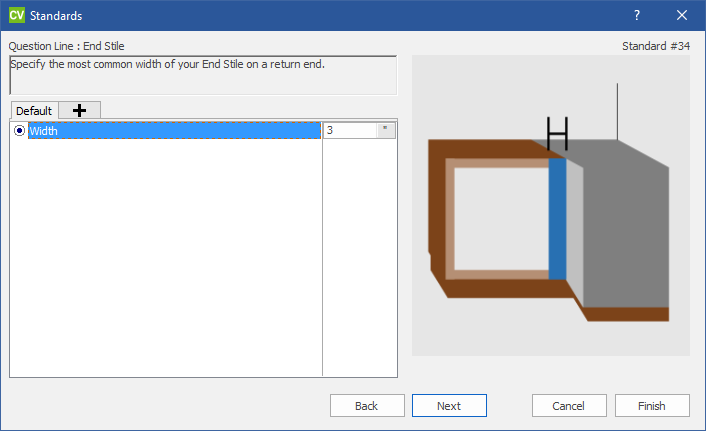 CV Standards ?
Question Line : End Stile
Standard #34
Specify the most common width of your End Stile on a return end.
Default
Width 3 "
Back Next Cancel Finish